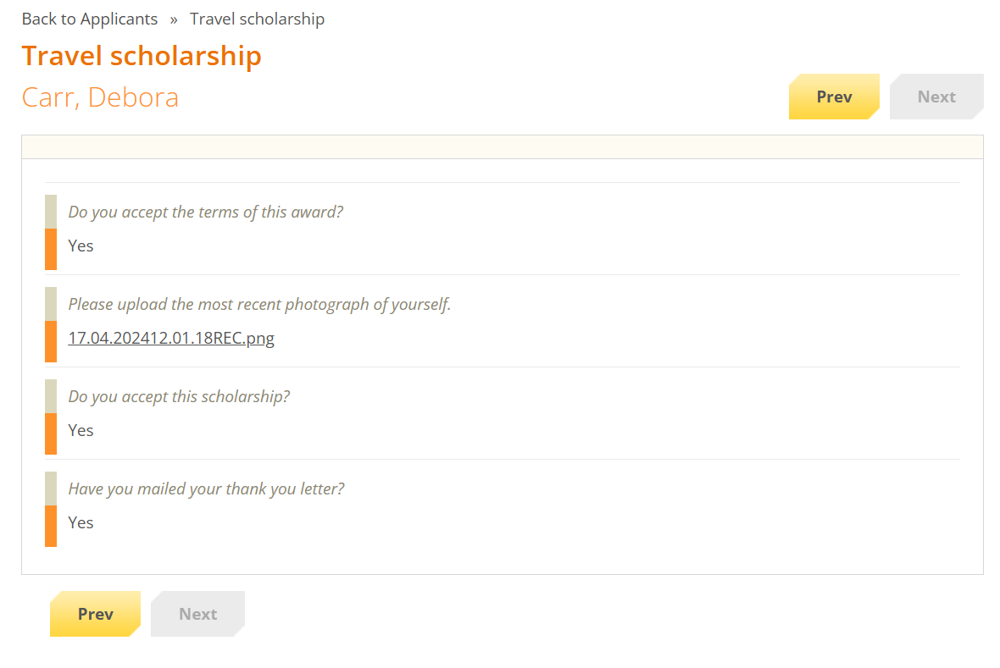 Back to Applicants » Travel scholarship
Travel scholarship
Carr, Debora
Prev Next
Do you accept the terms of this award?
Yes
Please upload the most recent photograph of yourself.
17.04.202412.01.18REC.png
Do you accept this scholarship?
Yes
Have you mailed your thank you letter?
Yes
Prev Next